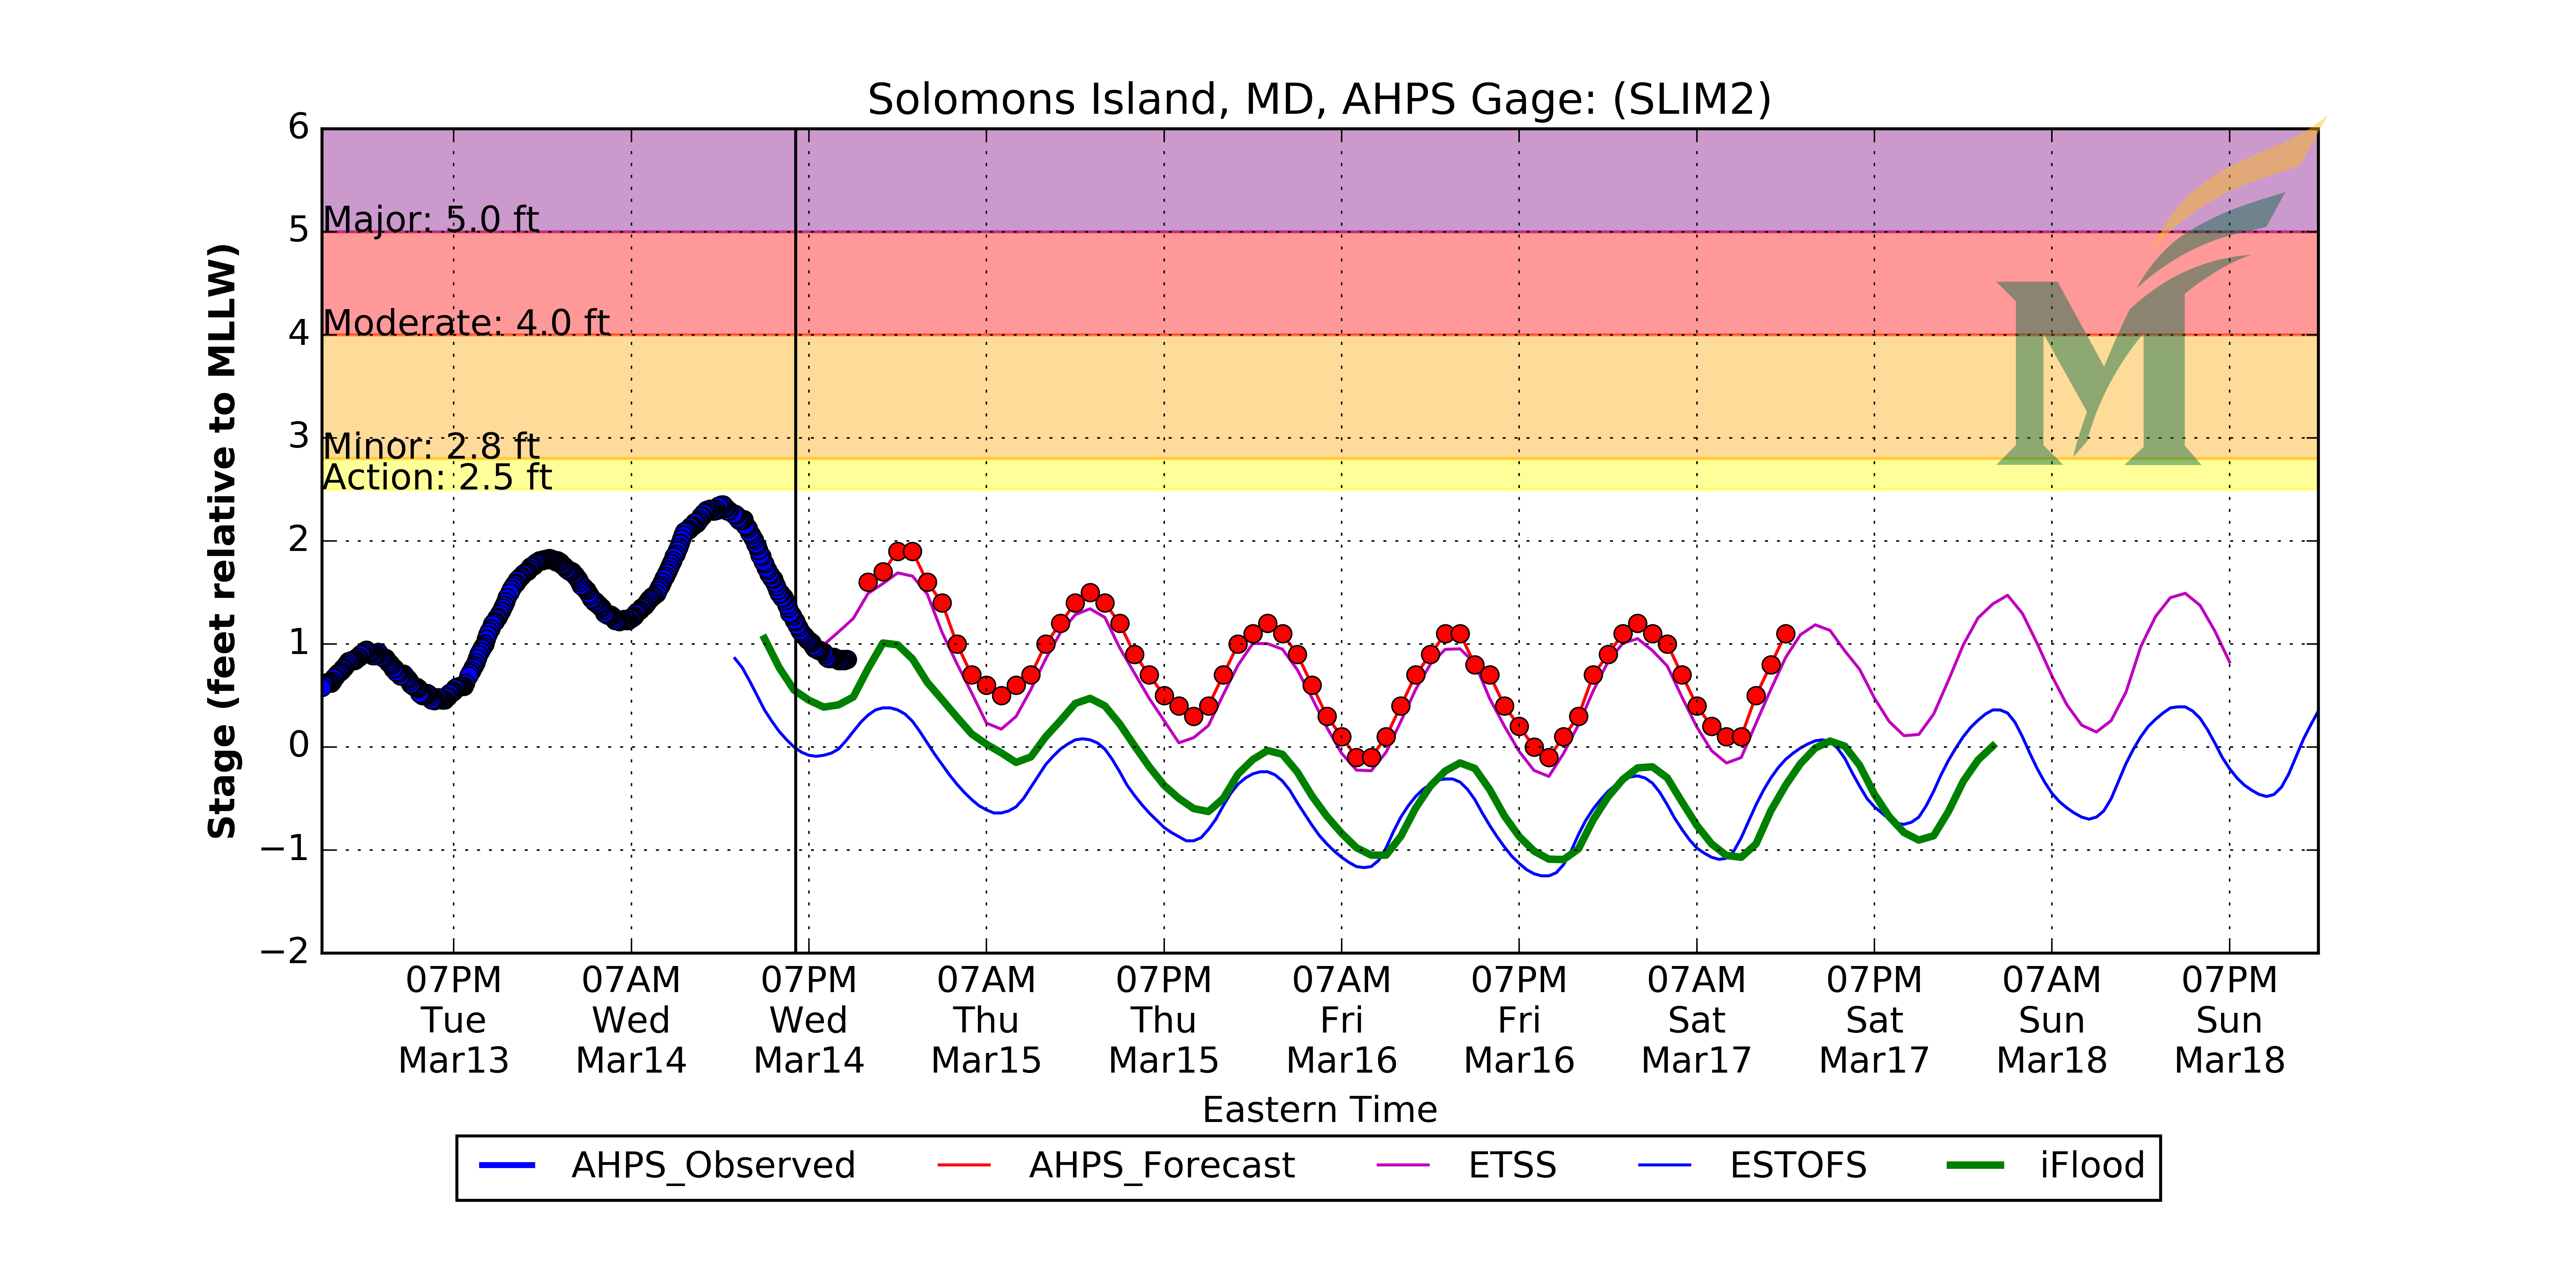 Solomons Island, MD, AHPS Gage: (SLIM2)
Stage (feet relative to MLLW)
6
5
4
3
2
1
0
−1
−2
Major: 5.0 ft
Moderate: 4.0 ft
Minor: 2.8 ft
Action: 2.5 ft
M
07PM 07AM 07PM 07AM 07PM 07AM 07PM 07AM 07PM 07AM 07PM
Tue Wed Wed Thu Thu Fri Fri Sat Sat Sun Sun
Mar13 Mar14 Mar14 Mar15 Mar15 Mar16 Mar16 Mar17 Mar17 Mar18 Mar18
Eastern Time
AHPS_Observed AHPS_Forecast ETSS ESTOFS iFlood